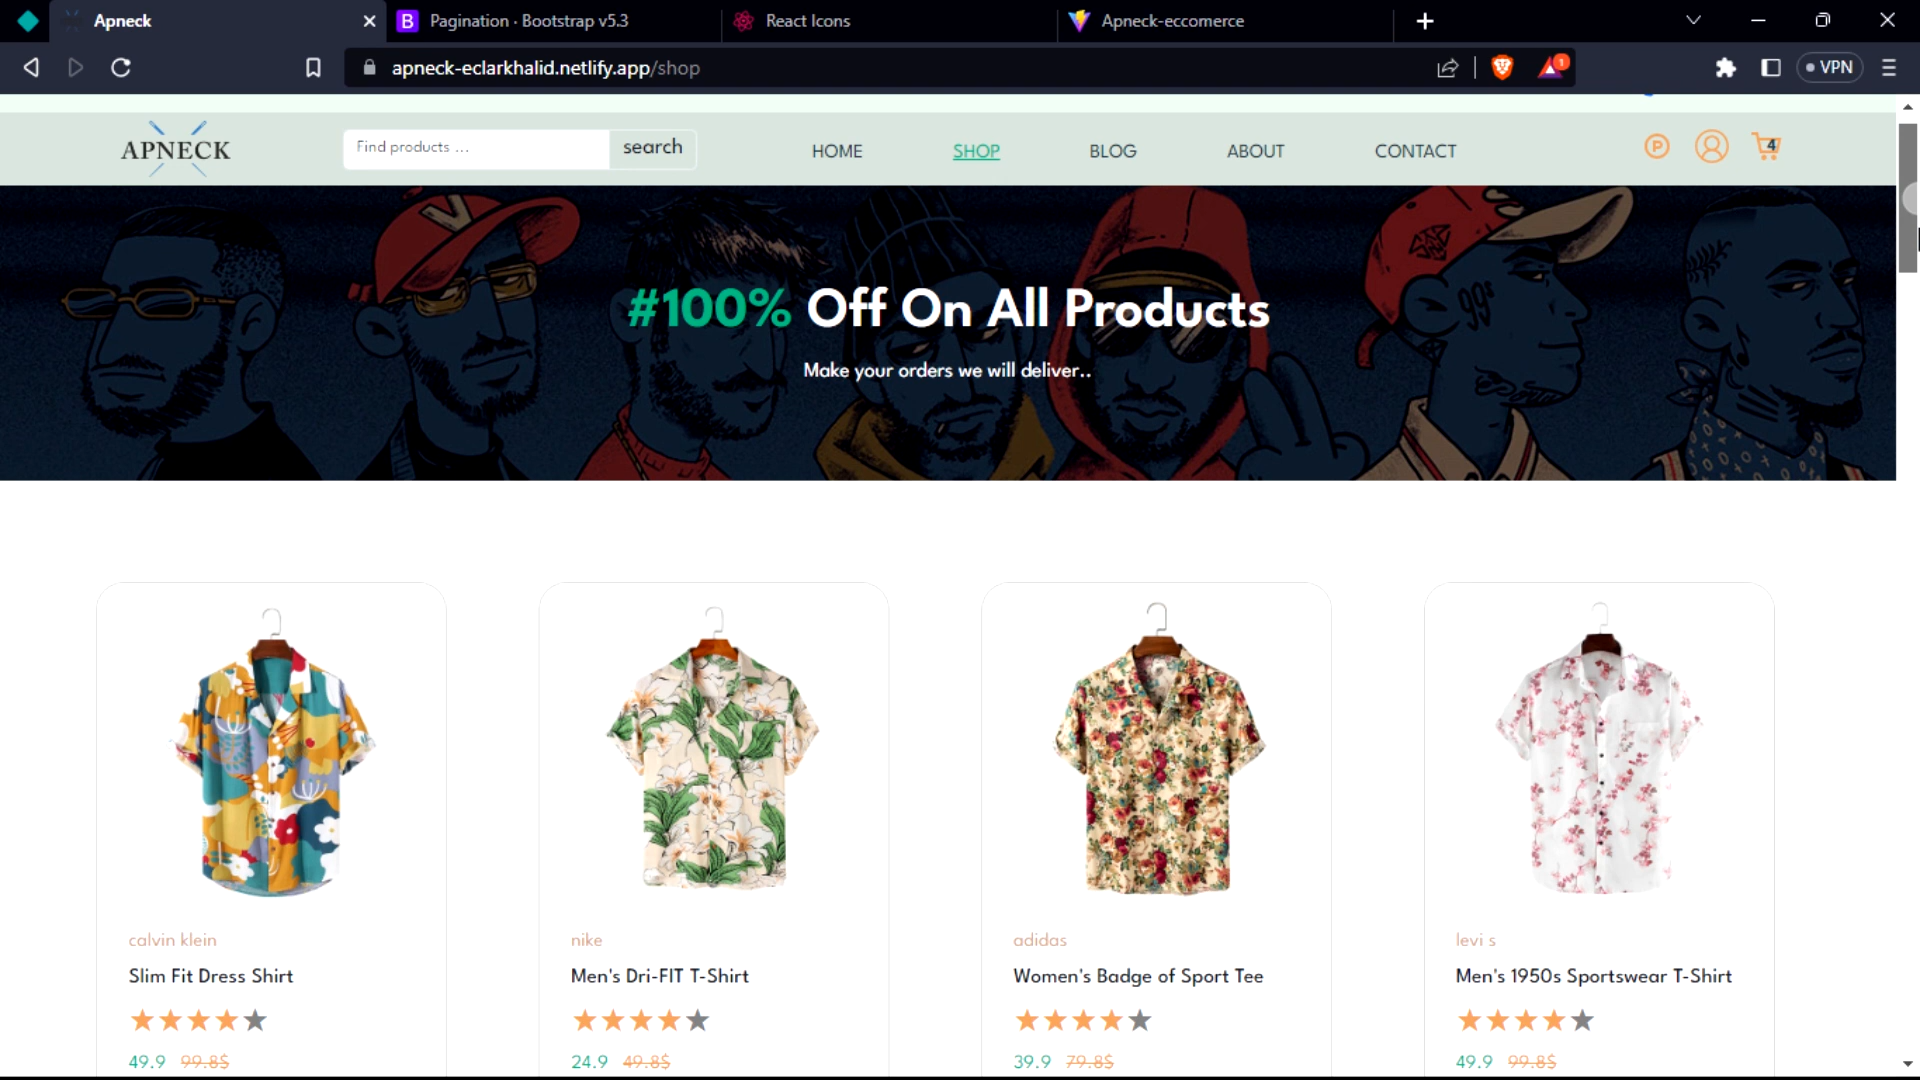 Apneck
Pagination · Bootstrap v5.3
React Icons
Apneck-eccomerce
apneck-eclarkhalid.netlify.app/shop
1
VPN
APNECK
Find products ...
search
HOME
SHOP
BLOG
ABOUT
CONTACT
P
4
#100% Off On All Products
Make your orders we will deliver..
calvin klein
Slim Fit Dress Shirt
49.9 99.8$
nike
Men's Dri-FIT T-Shirt
24.9 49.8$
adidas
Women's Badge of Sport Tee
39.9 79.8$
levi s
Men's 1950s Sportswear T-Shirt
49.9 99.8$